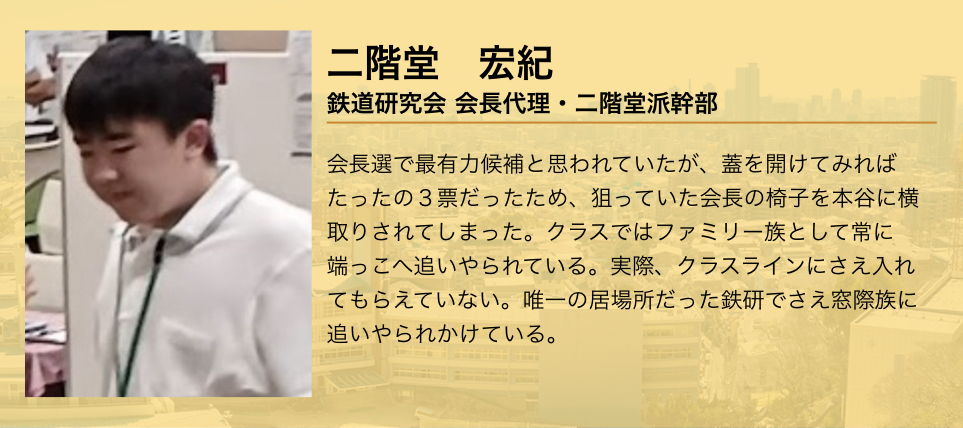 二階堂　宏紀
鉄道研究会 会長代理・二階堂派幹部
会長選で最有力候補と思われていたが、蓋を開けてみれば
たったの３票だったため、狙っていた会長の椅子を本谷に横
取りされてしまった。クラスではファミリー族として常に
端っこへ追いやられている。実際、クラスラインにさえ入れ
てもらえていない。唯一の居場所だった鉄研でさえ窓際族に
追いやられかけている。